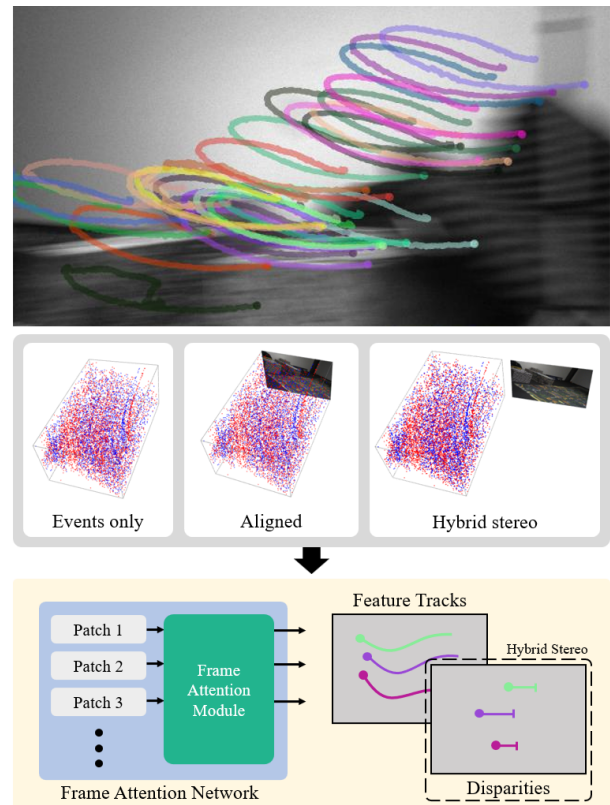 Events only
Aligned
Hybrid stereo
Feature Tracks
Patch 1
Patch 2
Patch 3
Frame
Attention
Module
Hybrid Stereo
Frame Attention Network
Disparities